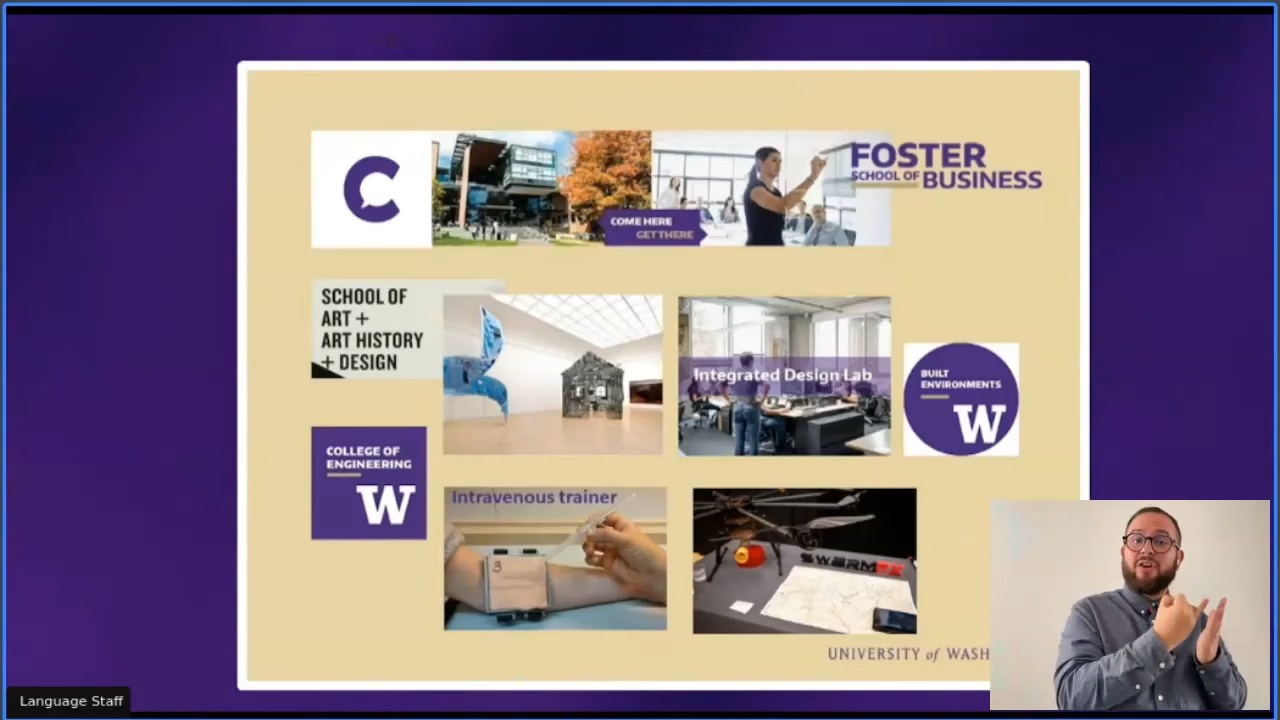 COME HERE
GET THERE
FOSTER
SCHOOL OF
BUSINESS
SCHOOL OF
ART +
ART HISTORY
+ DESIGN
Integrated Design Lab
BUILT
ENVIRONMENTS
W
COLLEGE OF
ENGINEERING
W
Intravenous trainer
3
UNIVERSITY of WASH
Language Staff